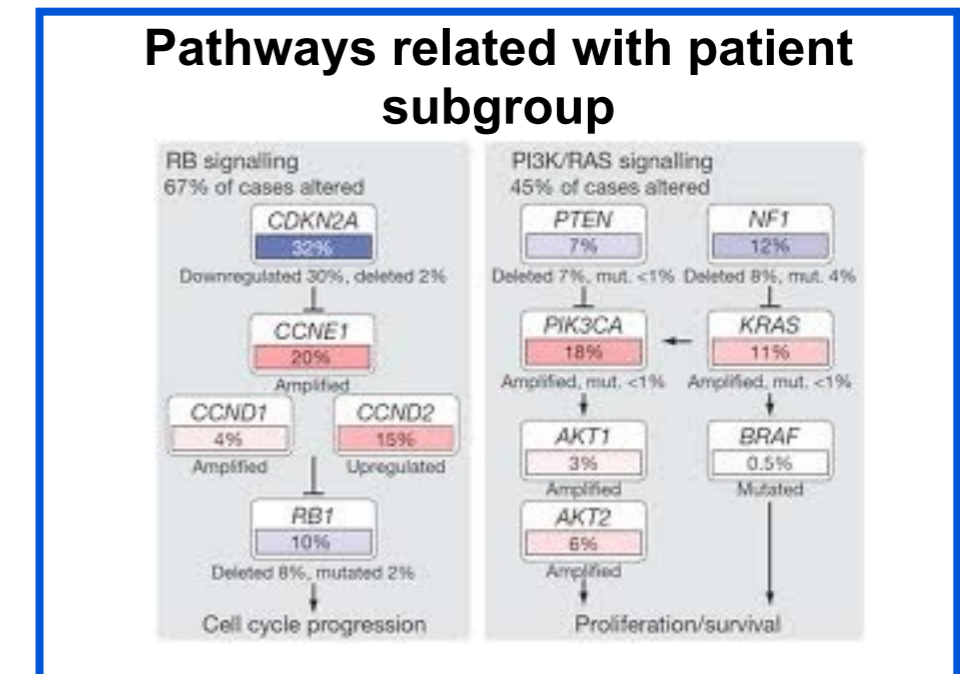 Pathways related with patient
subgroup
RB signalling
67% of cases altered
CDKN2A
32%
Downregulated 30%, deleted 2%
CCNE1
20%
Amplified
CCND1
4%
Amplified
CCND2
15%
Upregulated
RB1
10%
Deleted 8%, mutated 2%
Cell cycle progression
PI3K/RAS signalling
45% of cases altered
PTEN
7%
Deleted 7%, mut. <1%
NF1
12%
Deleted 8%, mut. 4%
PIK3CA
18%
Amplified, mut. <1%
KRAS
11%
Amplified, mut. <1%
AKT1
3%
Amplified
BRAF
0.5%
Mutated
AKT2
6%
Amplified
Proliferation/survival